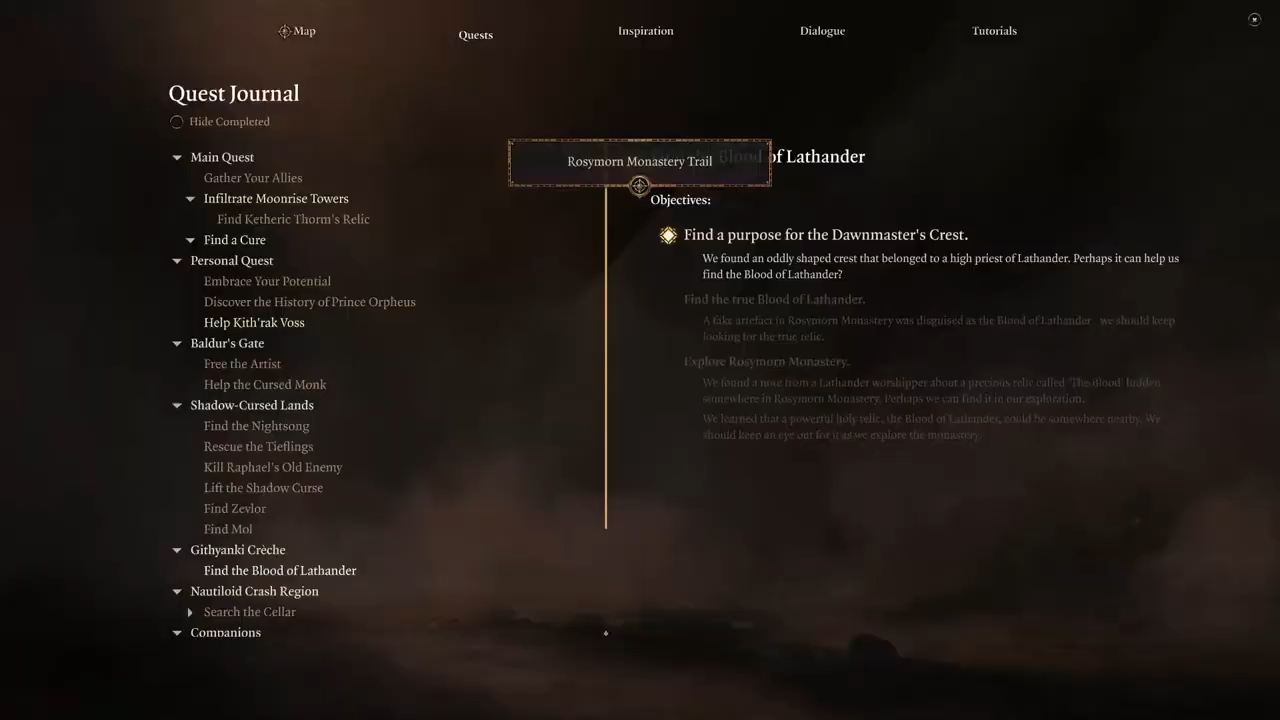 Map
Quests
Inspiration
Dialogue
Tutorials
Quest Journal
Hide Completed
Main Quest
Gather Your Allies
Infiltrate Moonrise Towers
Find Ketheric Thorm's Relic
Find a Cure
Personal Quest
Embrace Your Potential
Discover the History of Prince Orpheus
Help Kith'rak Voss
Baldur's Gate
Free the Artist
Help the Cursed Monk
Shadow-Cursed Lands
Find the Nightsong
Rescue the Tieflings
Kill Raphael's Old Enemy
Lift the Shadow Curse
Find Zevlor
Find Mol
Githyanki Crèche
Find the Blood of Lathander
Nautiloid Crash Region
Search the Cellar
Companions
Rosymorn Monastery Trail
Blood of Lathander
Objectives:
Find a purpose for the Dawnmaster's Crest.
We found an oddly shaped crest that belonged to a high priest of Lathander. Perhaps it can help us
find the Blood of Lathander?
Find the true Blood of Lathander.
A fake artefact in Rosymorn Monastery was disguised as the Blood of Lathander we should keep
looking for the true relic.
Explore Rosymorn Monastery.
We found a note from a Lathander worshipper about a precious relic called 'The Blood' hidden
somewhere in Rosymorn Monastery. Perhaps we can find it in our exploration.
We learned that a powerful holy relic, the Blood of Lathander, could be somewhere nearby. We
should keep an eye out for it as we explore the monastery.